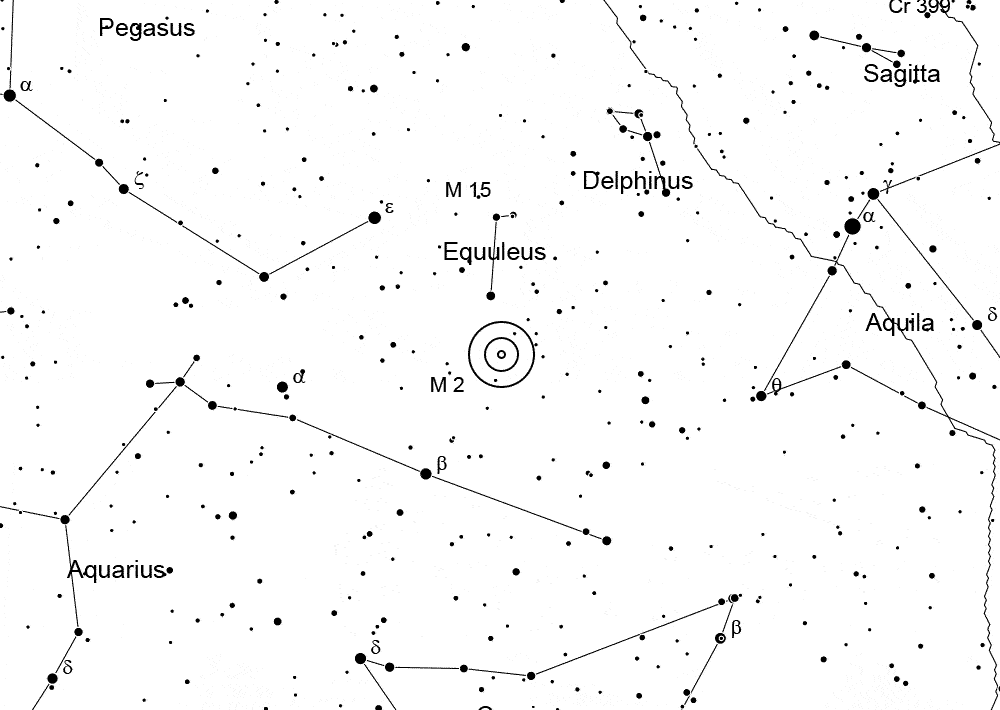 Cr 399
Pegasus
Sagitta
α
ζ
Delphinus
M 15
γ
ε
α
Equuleus
Aquila
δ
α
M 2
θ
β
Aquarius
β
δ
δ